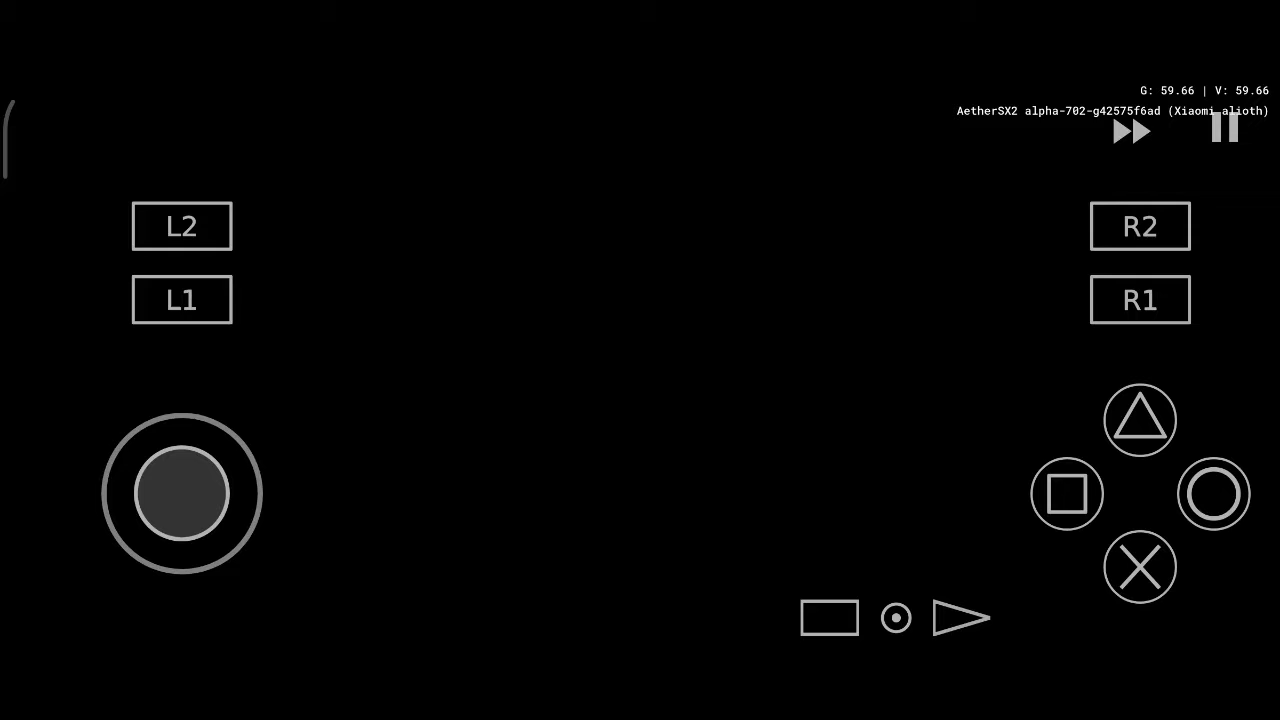 G: 59.66 | V: 59.66
AetherSX2 alpha-702-g42575f6ad (Xiaomi alioth)
L2
R2
L1
R1